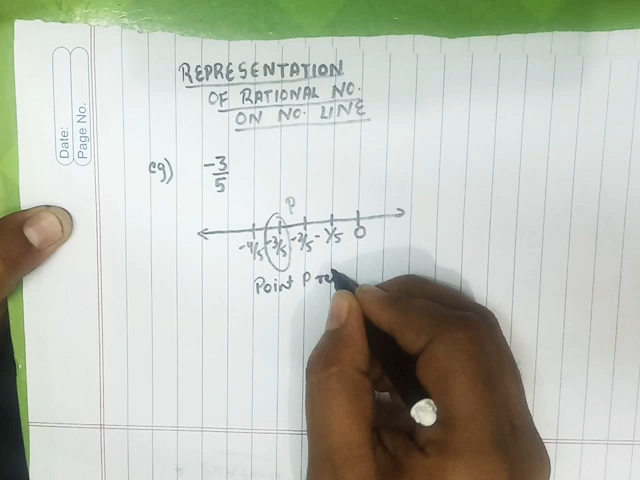 Date:
Page No.
REPRESENTATION
OF RATIONAL NO.
ON NO. LINE
eg) -3/5
P
-4/5 -3/5 -2/5 -1/5 0
Point P re